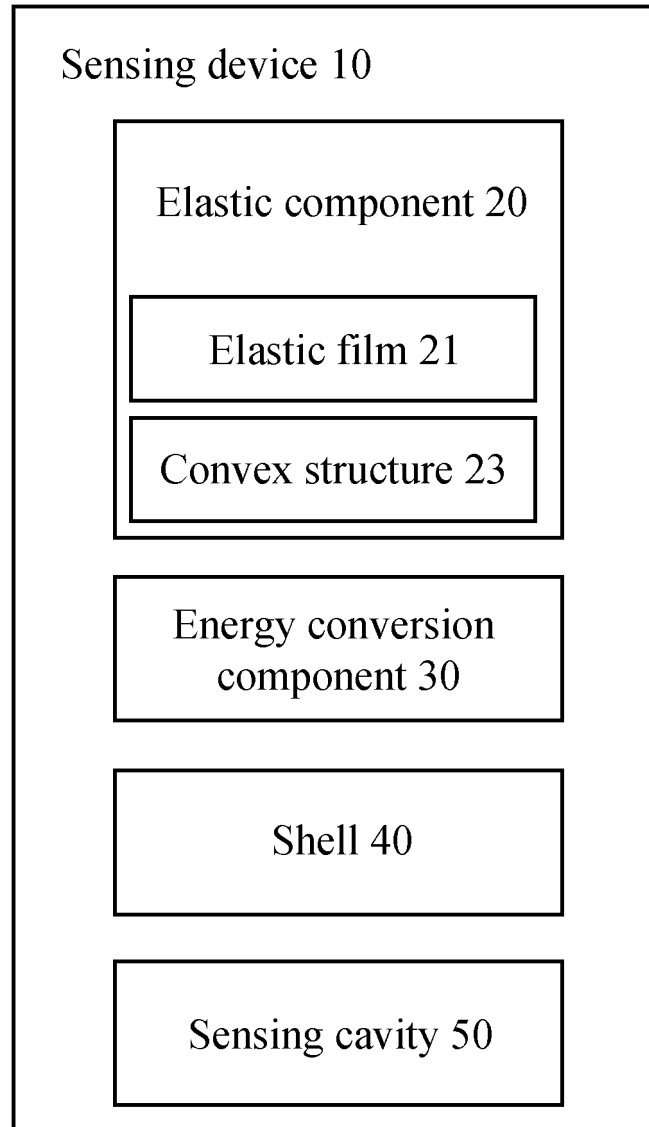 Sensing device 10
Elastic component 20
Elastic film 21
Convex structure 23
Energy conversion
component 30
Shell 40
Sensing cavity 50